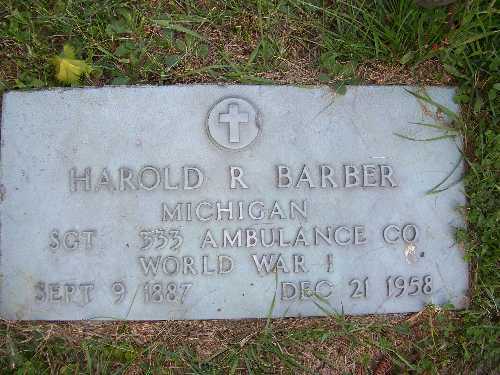 HAROLD R BARBER
MICHIGAN
SGT 333 AMBULANCE CO
WORLD WAR I
SEPT 9 1887 DEC 21 1958